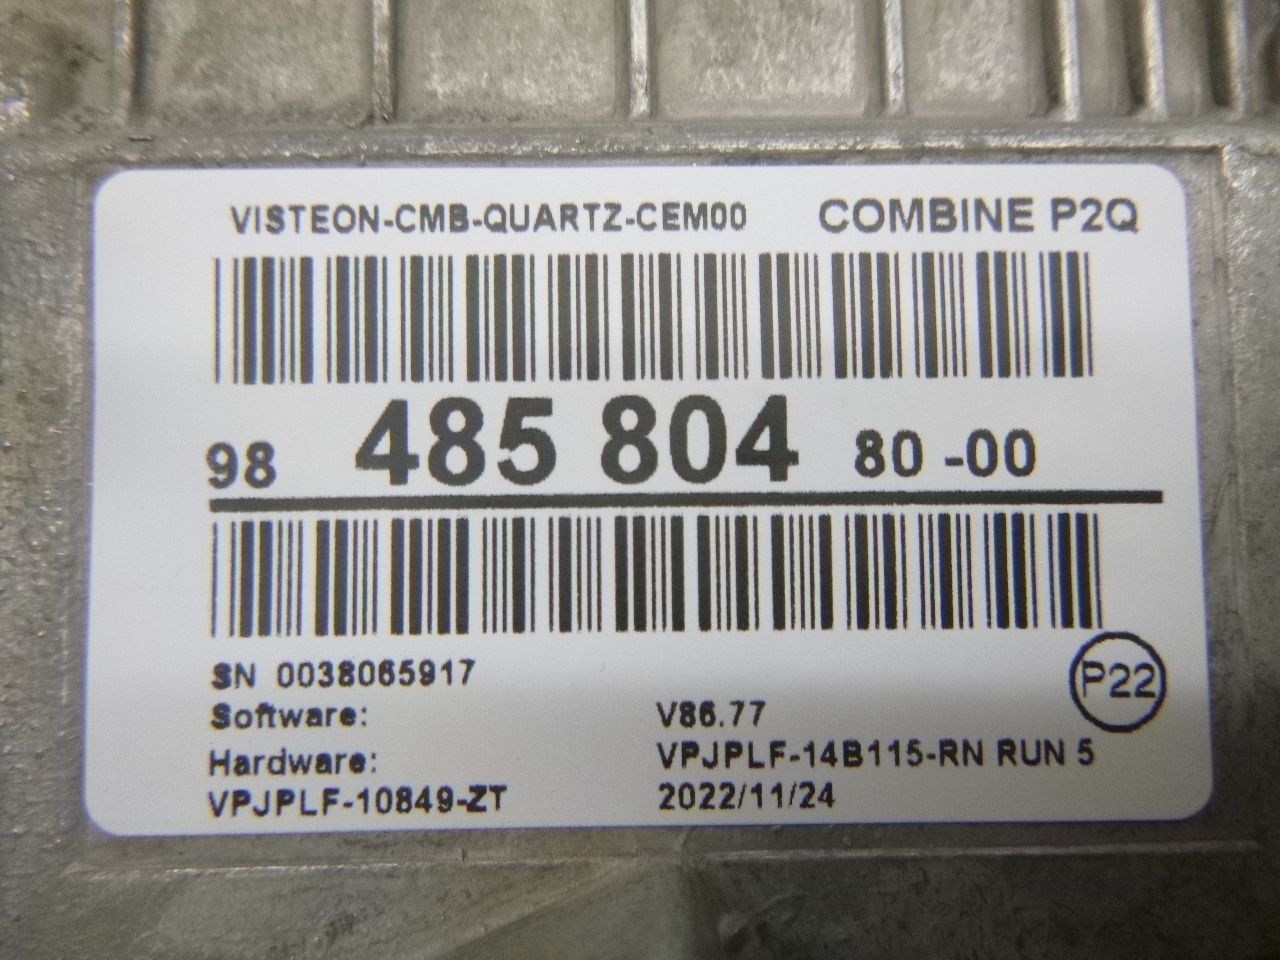 VISTEON-CMB-QUARTZ-CEM00 COMBINE P2Q
98 485 804 80 -00
SN 0038065917
P22
Software: V86.77
Hardware: VPJPLF-14B115-RN RUN 5
VPJPLF-10849-ZT 2022/11/24